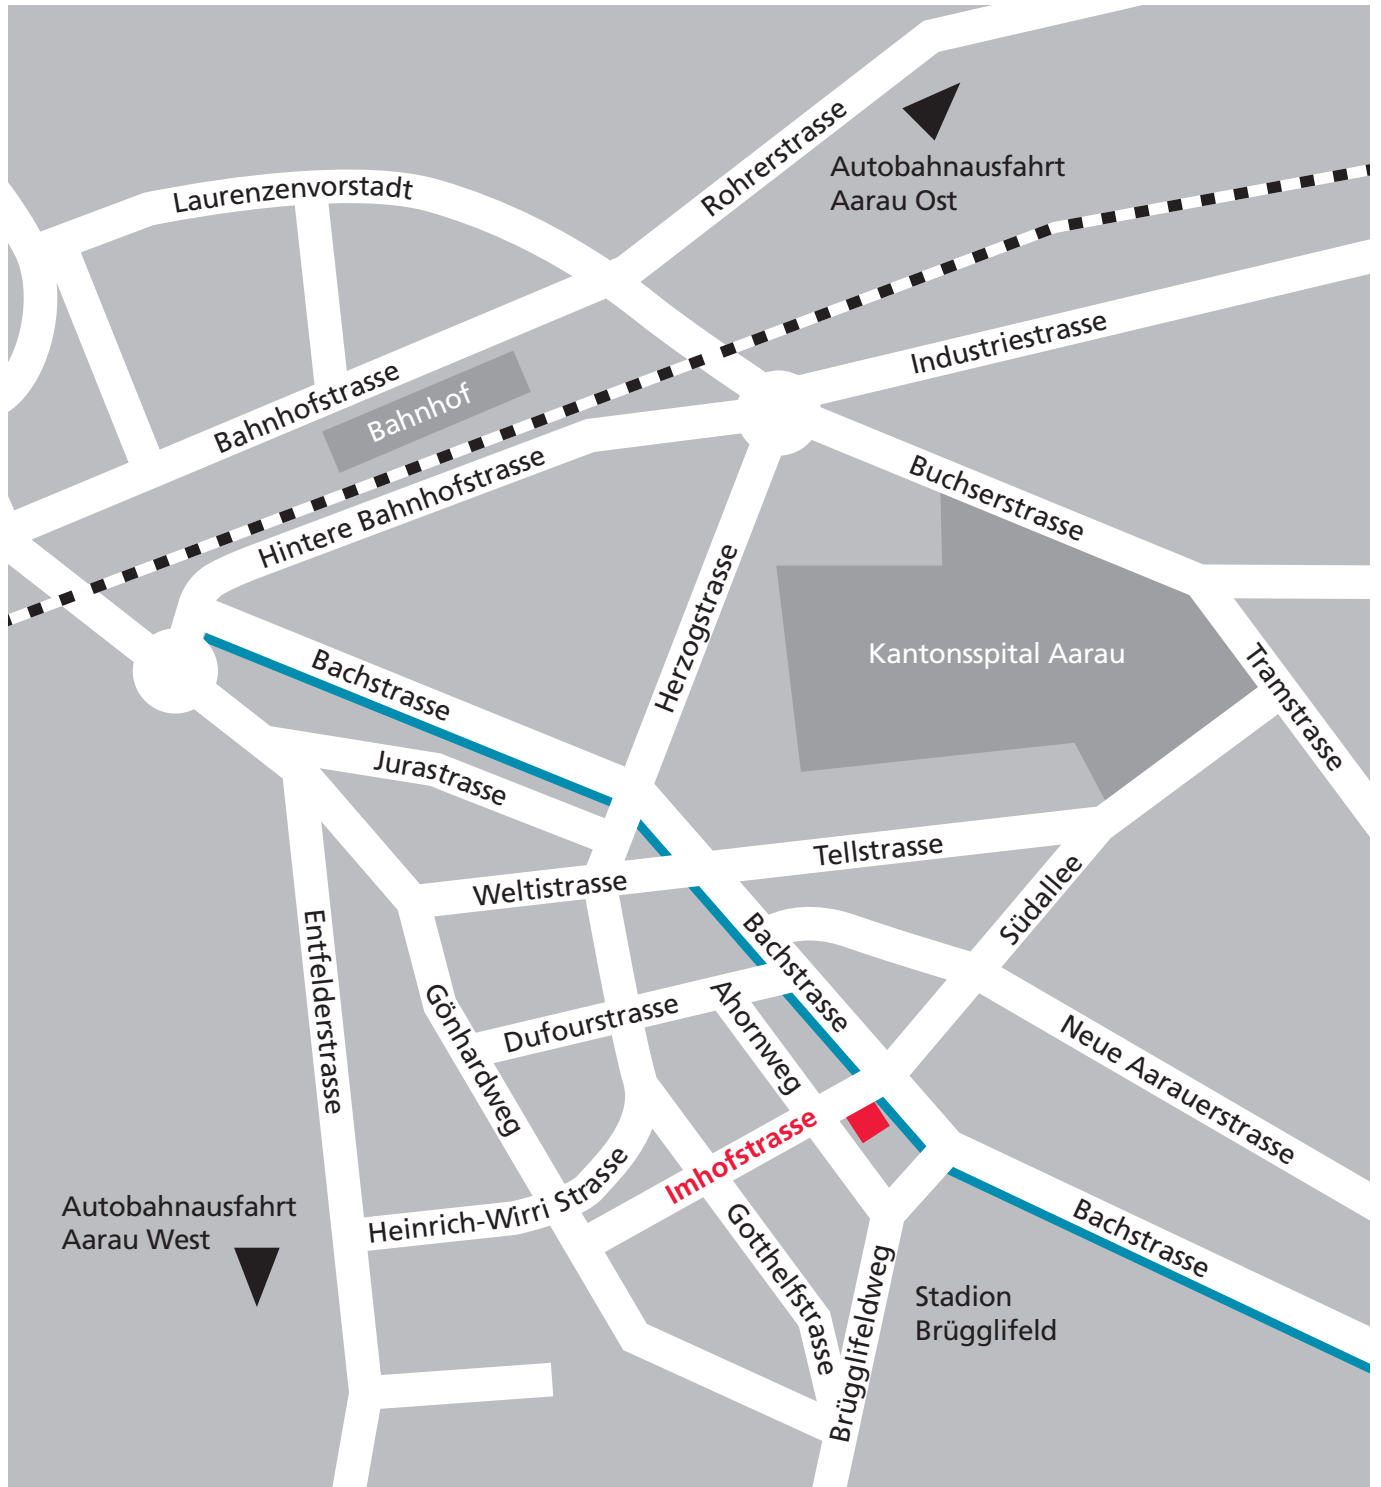 Rohrerstrasse
Autobahnausfahrt
Aarau Ost
Laurenzenvorstadt
Industriestrasse
Bahnhofstrasse
Bahnhof
Hintere Bahnhofstrasse
Buchserstrasse
Herzogstrasse
Kantonsspital Aarau
Tramstrasse
Bachstrasse
Jurastrasse
Tellstrasse
Weltistrasse
Südallee
Bachstrasse
Entfelderstrasse
Gönhardweg
Dufourstrasse
Ahornweg
Neue Aarauerstrasse
Imhofstrasse
Heinrich-Wirri Strasse
Autobahnausfahrt
Aarau West
Gotthelfstrasse
Bachstrasse
Brügglifeldweg
Stadion
Brügglifeld